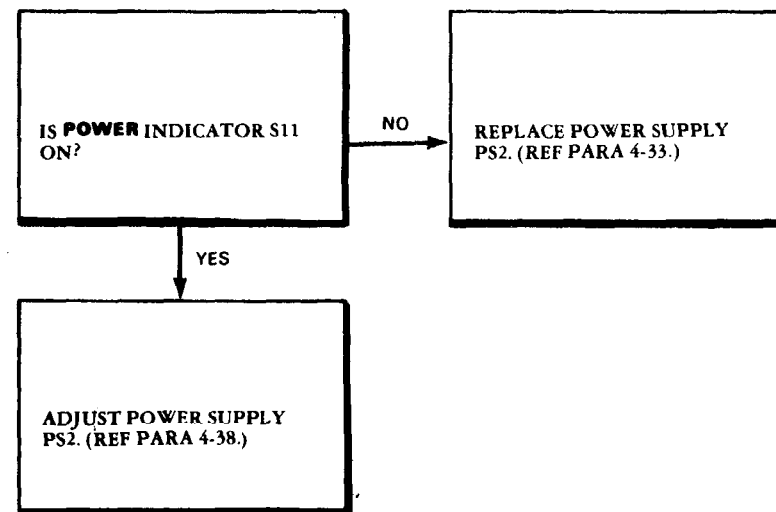 IS POWER INDICATOR S11
ON?
NO
REPLACE POWER SUPPLY
PS2. (REF PARA 4-33.)
YES
ADJUST POWER SUPPLY
PS2. (REF PARA 4-38.)